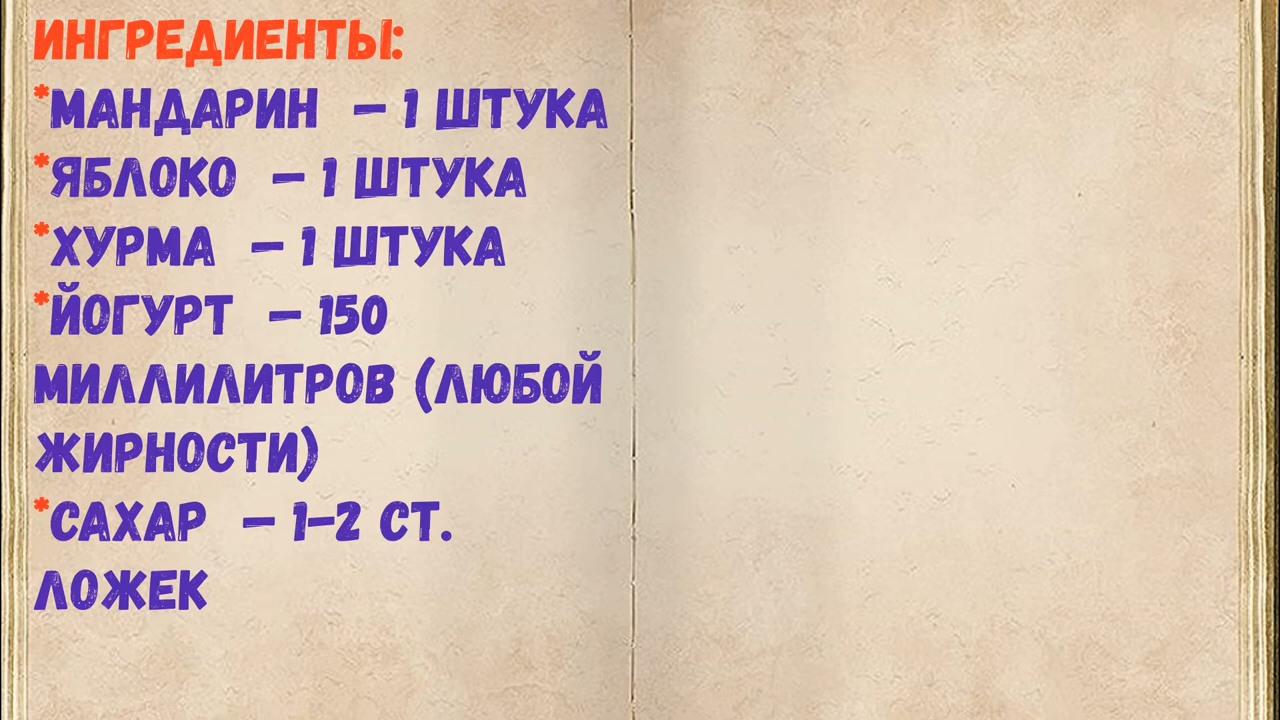 ИНГРЕДИЕНТЫ:
*МАНДАРИН – 1 ШТУКА
*ЯБЛОКО – 1 ШТУКА
*ХУРМА – 1 ШТУКА
*ЙОГУРТ – 150
МИЛЛИЛИТРОВ (ЛЮБОЙ
ЖИРНОСТИ)
*САХАР – 1-2 СТ.
ЛОЖЕК